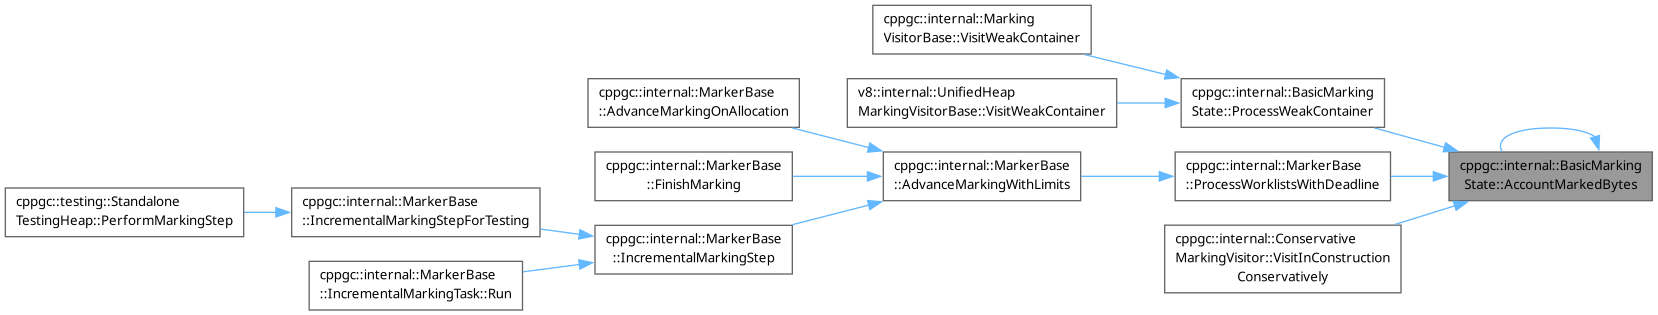 cppgc::internal::Marking
VisitorBase::VisitWeakContainer
cppgc::internal::MarkerBase
::AdvanceMarkingOnAllocation
v8::internal::UnifiedHeap
MarkingVisitorBase::VisitWeakContainer
cppgc::internal::BasicMarking
State::ProcessWeakContainer
cppgc::internal::MarkerBase
::FinishMarking
cppgc::internal::MarkerBase
::AdvanceMarkingWithLimits
cppgc::internal::MarkerBase
::ProcessWorklistsWithDeadline
cppgc::internal::BasicMarking
State::AccountMarkedBytes
cppgc::testing::Standalone
TestingHeap::PerformMarkingStep
cppgc::internal::MarkerBase
::IncrementalMarkingStepForTesting
cppgc::internal::MarkerBase
::IncrementalMarkingStep
cppgc::internal::Conservative
MarkingVisitor::VisitInConstruction
Conservatively
cppgc::internal::MarkerBase
::IncrementalMarkingTask::Run